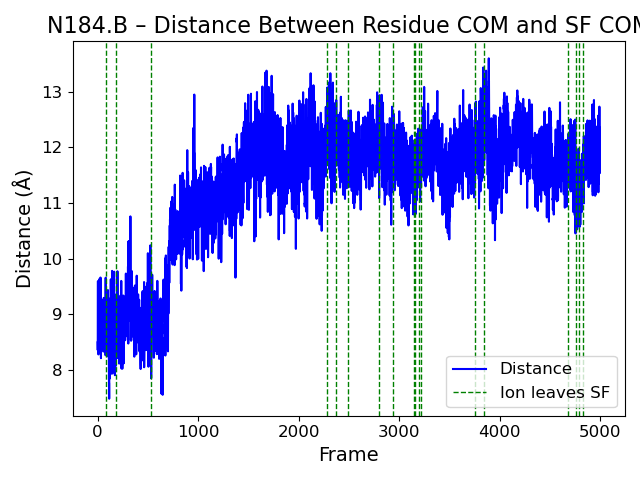 N184.B – Distance Between Residue COM and SF COM
Distance (Å)
13
12
11
10
9
8
Distance
Ion leaves SF
0 1000 2000 3000 4000 5000
Frame